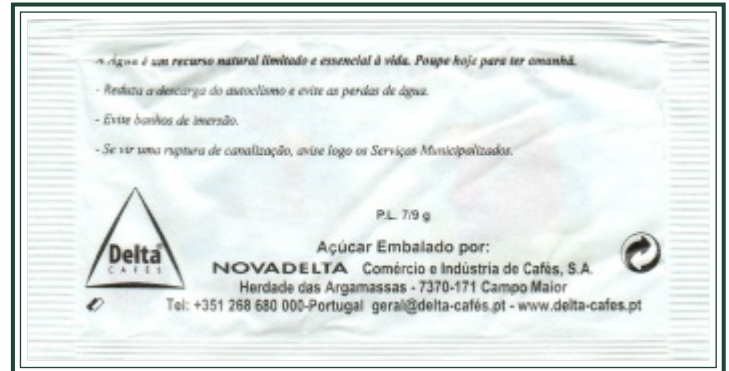 A água é um recurso natural limitado e essencial à vida. Poupe hoje para ter amanhã.
- Reduza a descarga do autoclismo e evite as perdas de água.
- Evite banhos de imersão.
- Se vir uma ruptura de canalização, avise logo os Serviços Municipalizados.
P.L. 7/9 g
Delta
CAFÉS
Açúcar Embalado por:
NOVADELTA Comércio e Indústria de Cafés, S.A.
Herdade das Argamassas - 7370-171 Campo Maior
Tel: +351 268 680 000-Portugal geral@delta-cafés.pt - www.delta-cafes.pt